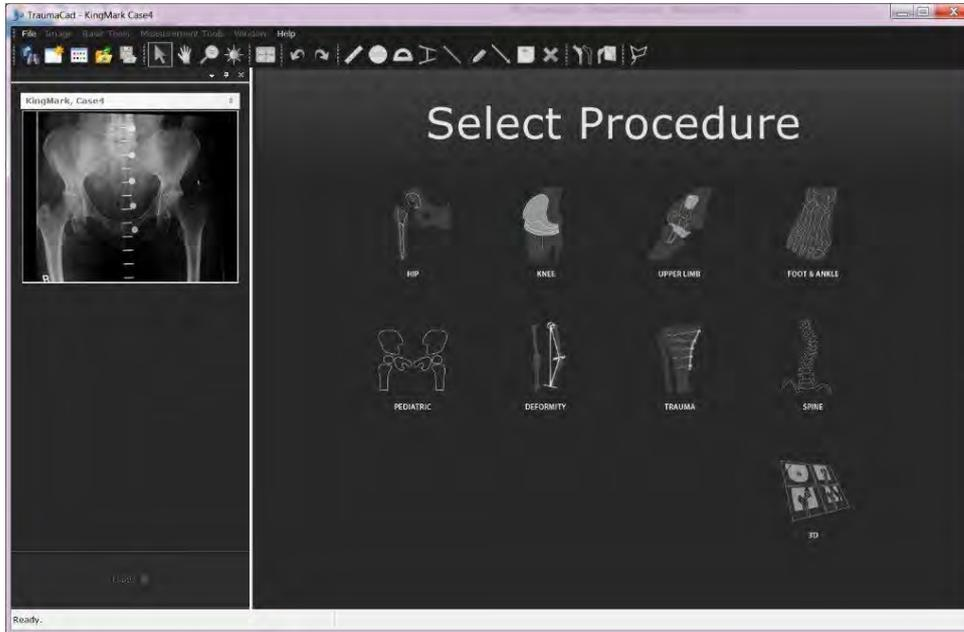 TraumaCad - KingMark Case4
File Image Basic Tools Measurement Tools Window Help
KingMark, Case4
R
Select Procedure
HIP KNEE UPPER LIMB FOOT & ANKLE
PEDIATRIC DEFORMITY TRAUMA SPINE
3D
Ready.